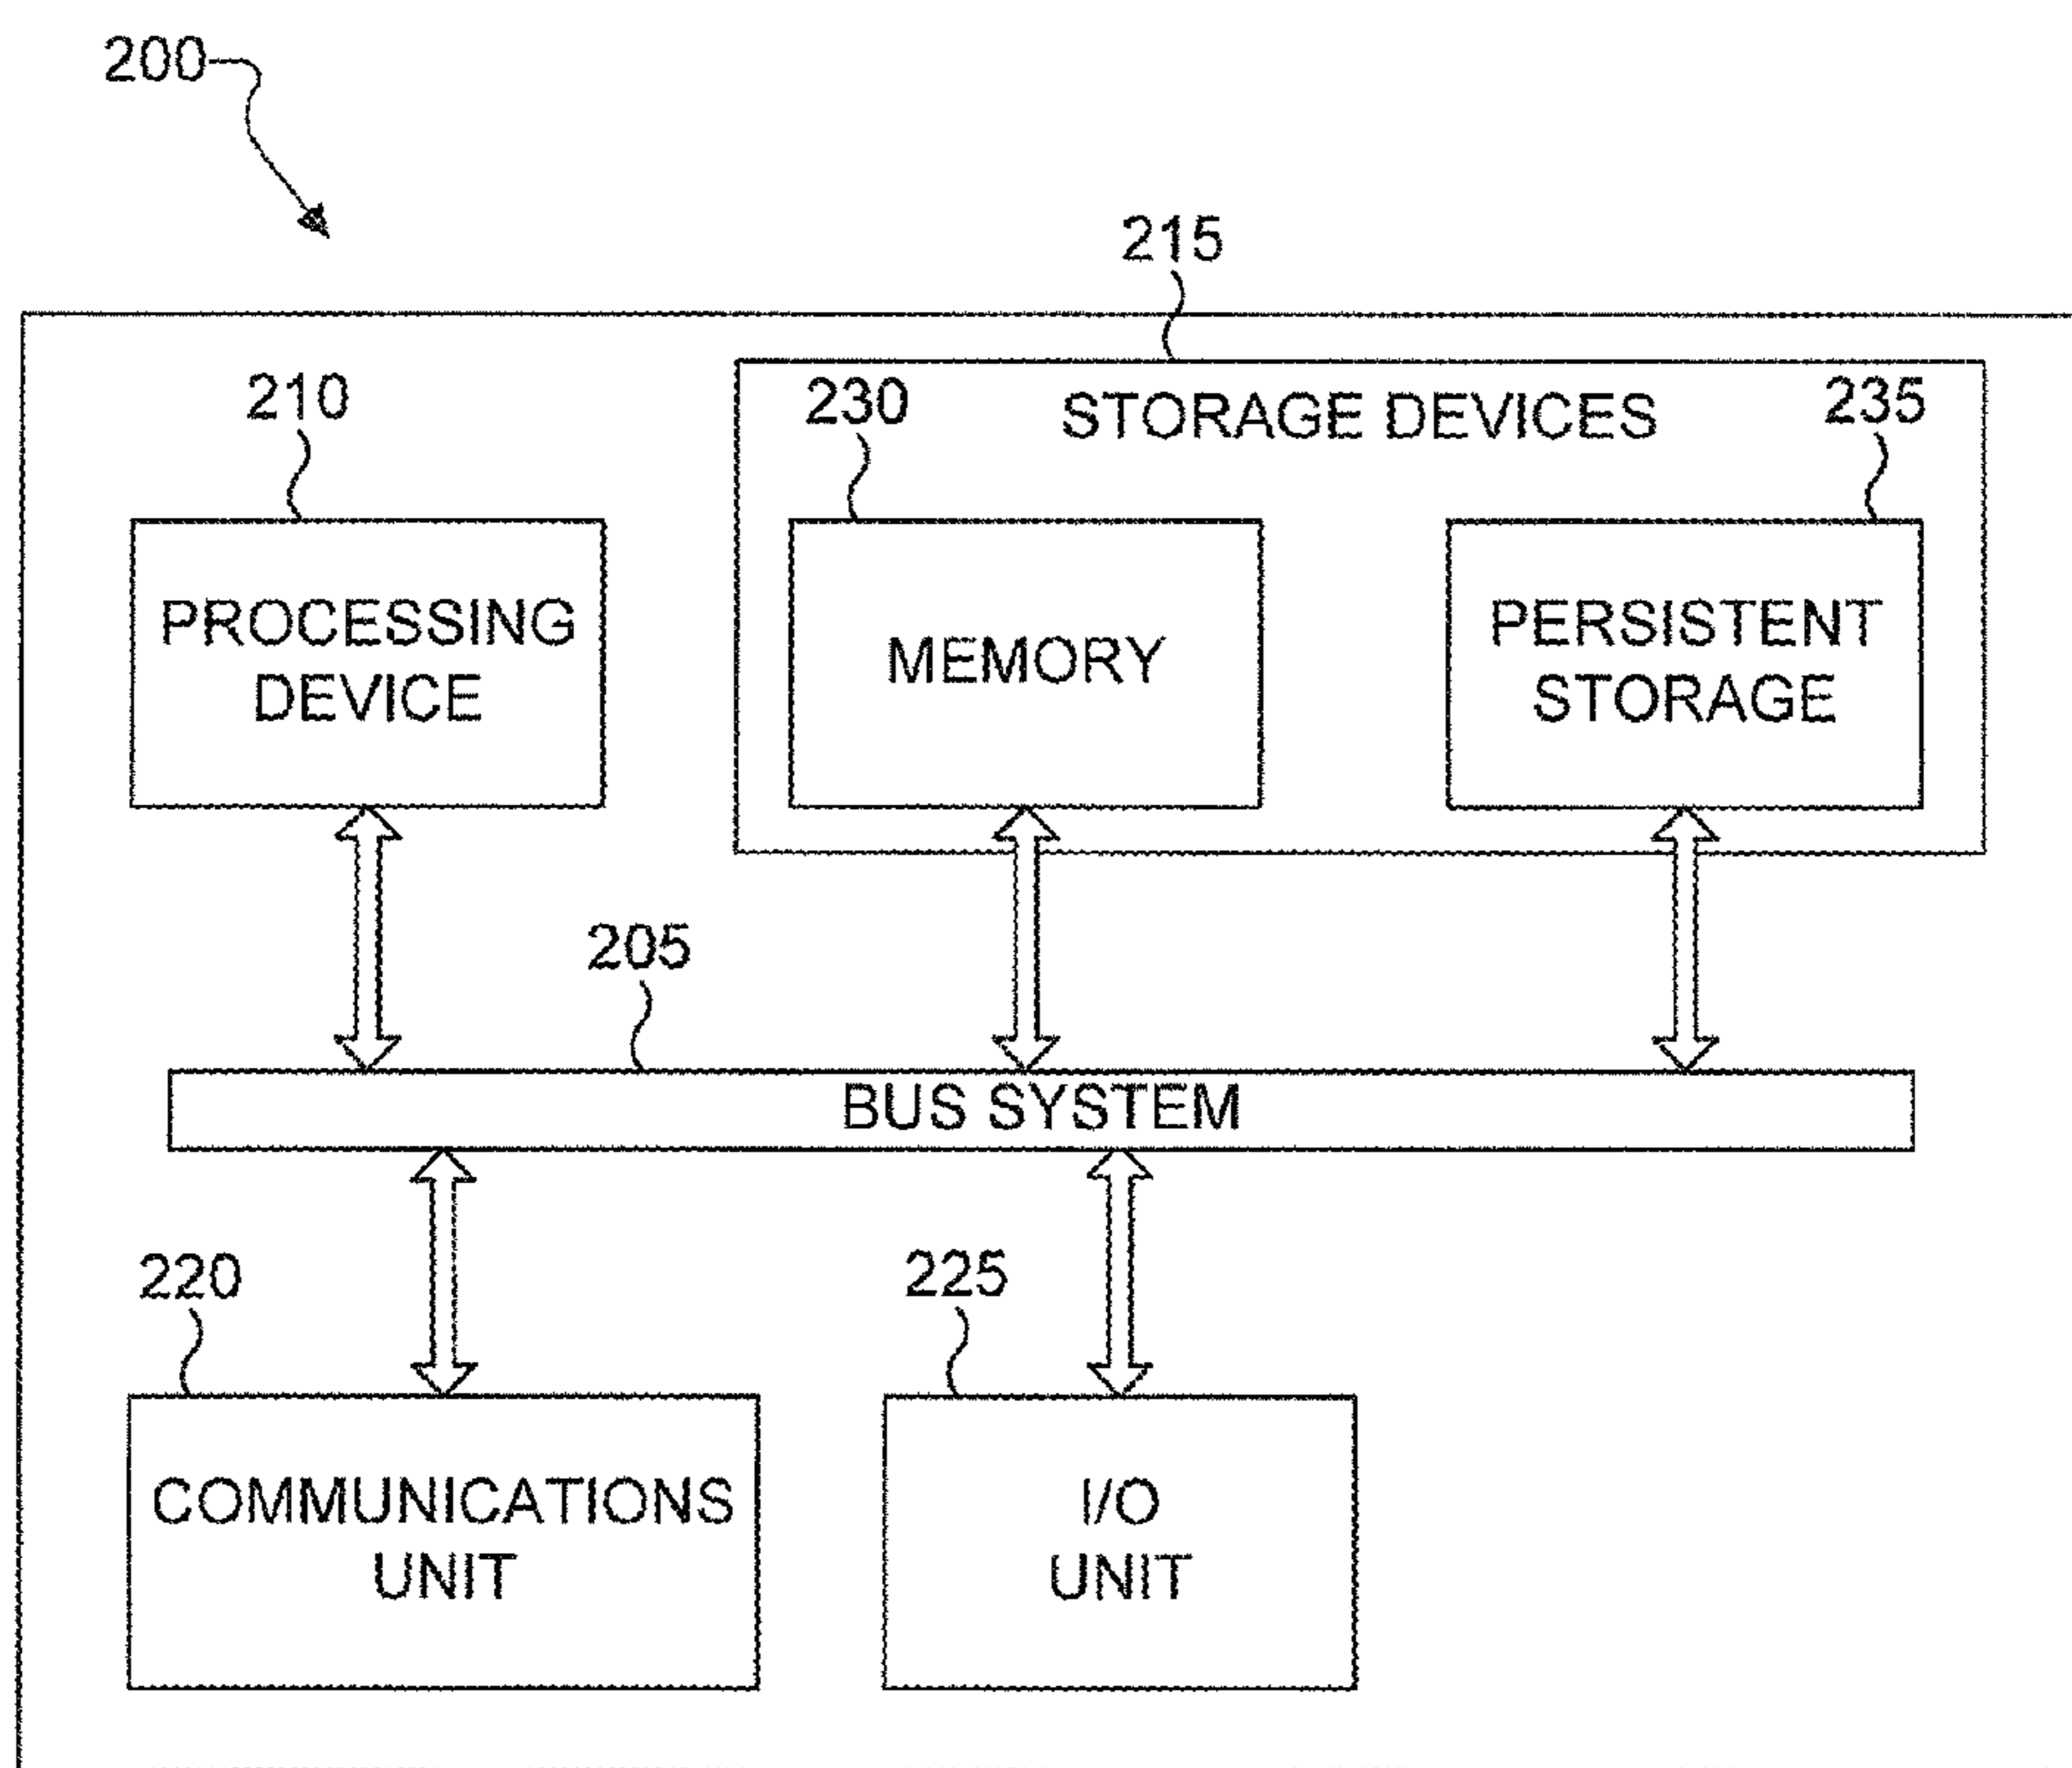 200
215
210
230
STORAGE DEVICES
235
PROCESSING
DEVICE
MEMORY
PERSISTENT
STORAGE
205
BUS SYSTEM
220
225
COMMUNICATIONS
UNIT
I/O
UNIT